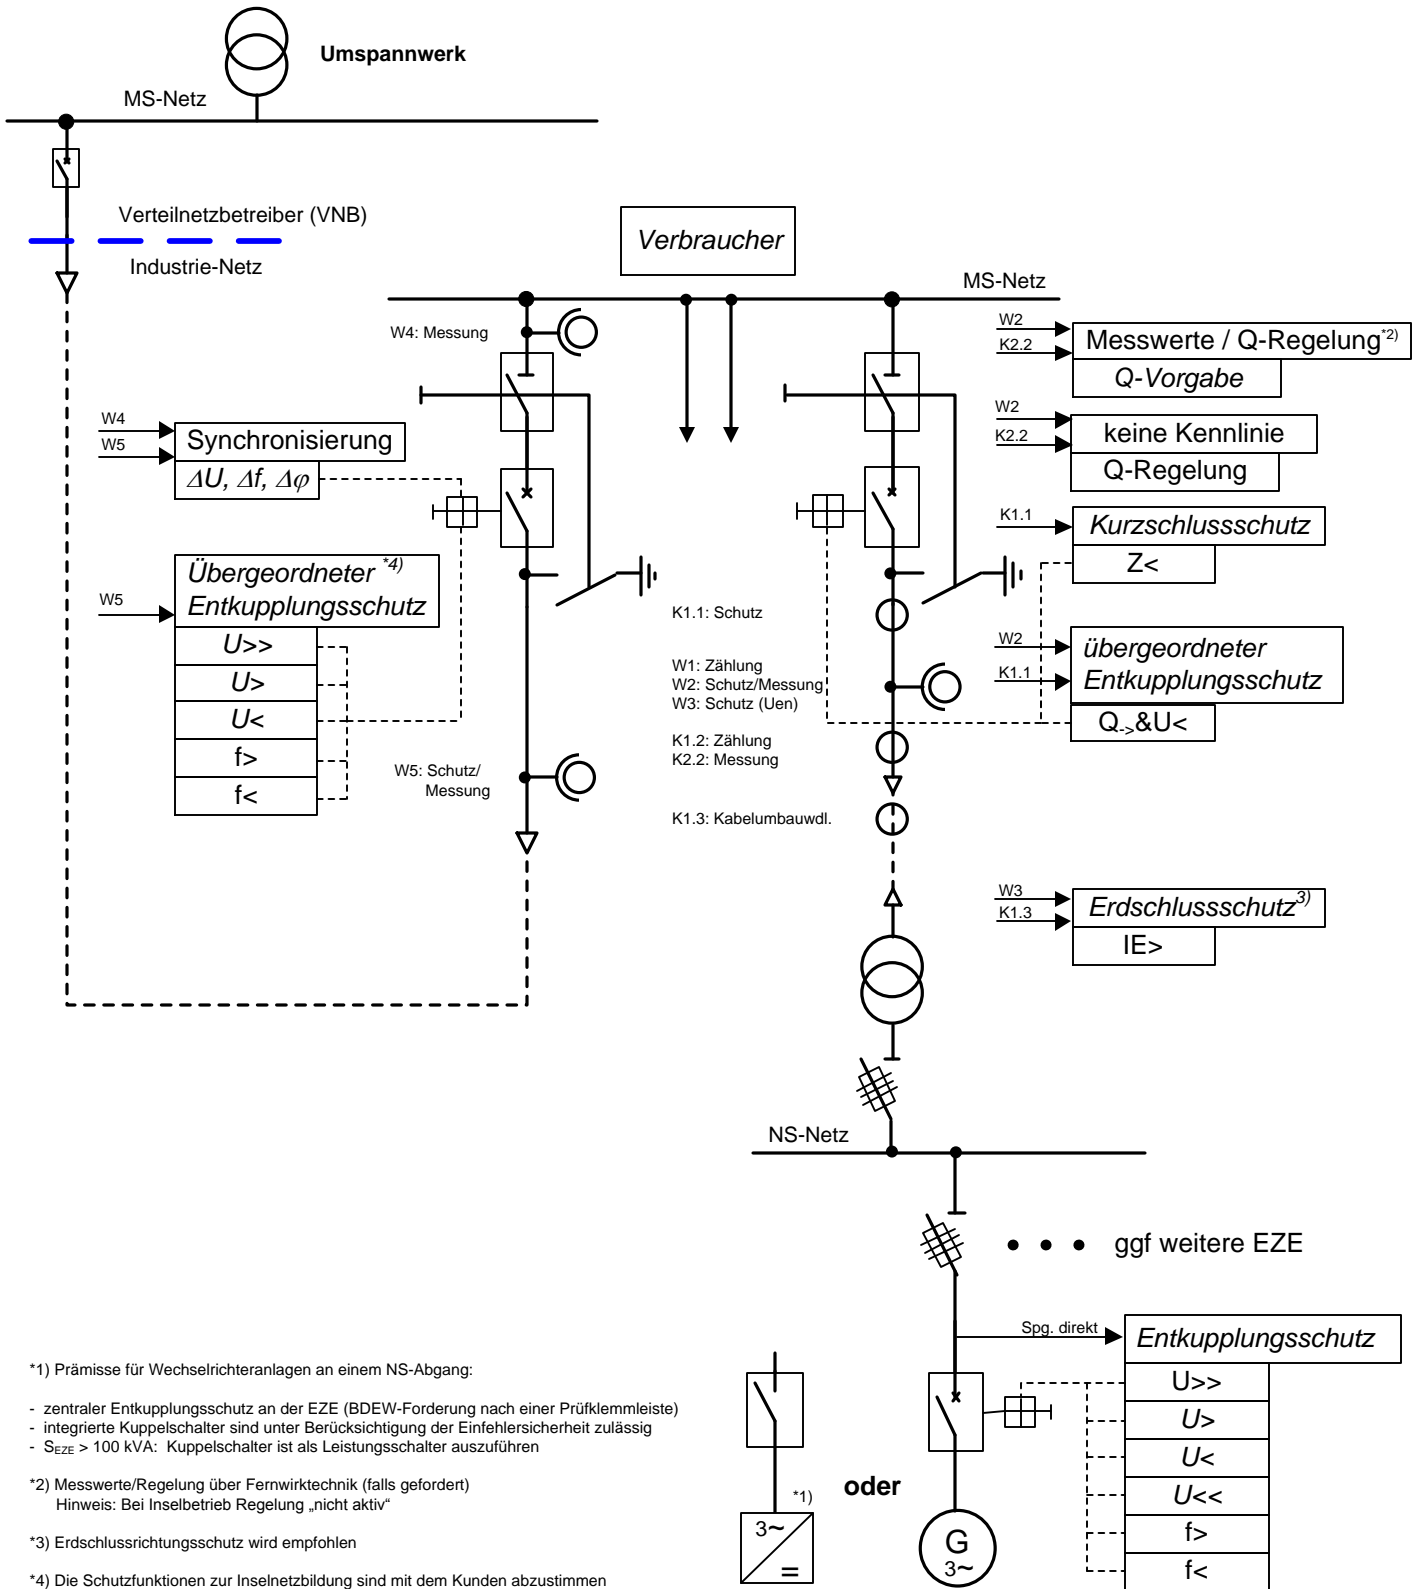 Umspannwerk
MS-Netz
Verteilnetzbetreiber (VNB)
Industrie-Netz
Verbraucher
MS-Netz
W4: Messung
W4
W5
Synchronisierung
ΔU, Δf, Δφ
W5
Übergeordneter *4)
Entkupplungsschutz
U>>
U>
U<
f>
f<
W5: Schutz/
Messung
W2
K2.2
Messwerte / Q-Regelung*2)
Q-Vorgabe
W2
K2.2
keine Kennlinie
Q-Regelung
K1.1
Kurzschlussschutz
Z<
K1.1: Schutz
W1: Zählung
W2: Schutz/Messung
W3: Schutz (Uen)
K1.2: Zählung
K2.2: Messung
K1.3: Kabelumbauwdl.
W2
K1.1
übergeordneter
Entkupplungsschutz
Q->&U<
W3
K1.3
Erdschlussschutz3)
IE>
NS-Netz
ggf weitere EZE
Spg. direkt
Entkupplungsschutz
U>>
U>
U<
U<<
f>
f<
oder
*1)
3~
=
G
3~
*1) Prämisse für Wechselrichteranlagen an einem NS-Abgang:
- zentraler Entkupplungsschutz an der EZE (BDEW-Forderung nach einer Prüfklemmleiste)
- integrierte Kuppelschalter sind unter Berücksichtigung der Einfehlersicherheit zulässig
- SEZE > 100 kVA: Kuppelschalter ist als Leistungsschalter auszuführen
*2) Messwerte/Regelung über Fernwirktechnik (falls gefordert)
Hinweis: Bei Inselbetrieb Regelung „nicht aktiv“
*3) Erdschlussrichtungsschutz wird empfohlen
*4) Die Schutzfunktionen zur Inselnetzbildung sind mit dem Kunden abzustimmen